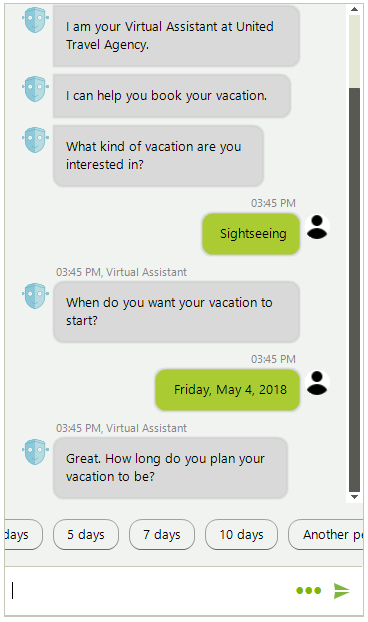 I am your Virtual Assistant at United
Travel Agency.
I can help you book your vacation.
What kind of vacation are you
interested in?
03:45 PM
Sightseeing
03:45 PM, Virtual Assistant
When do you want your vacation to
start?
03:45 PM
Friday, May 4, 2018
03:45 PM, Virtual Assistant
Great. How long do you plan your
vacation to be?
days 5 days 7 days 10 days Another